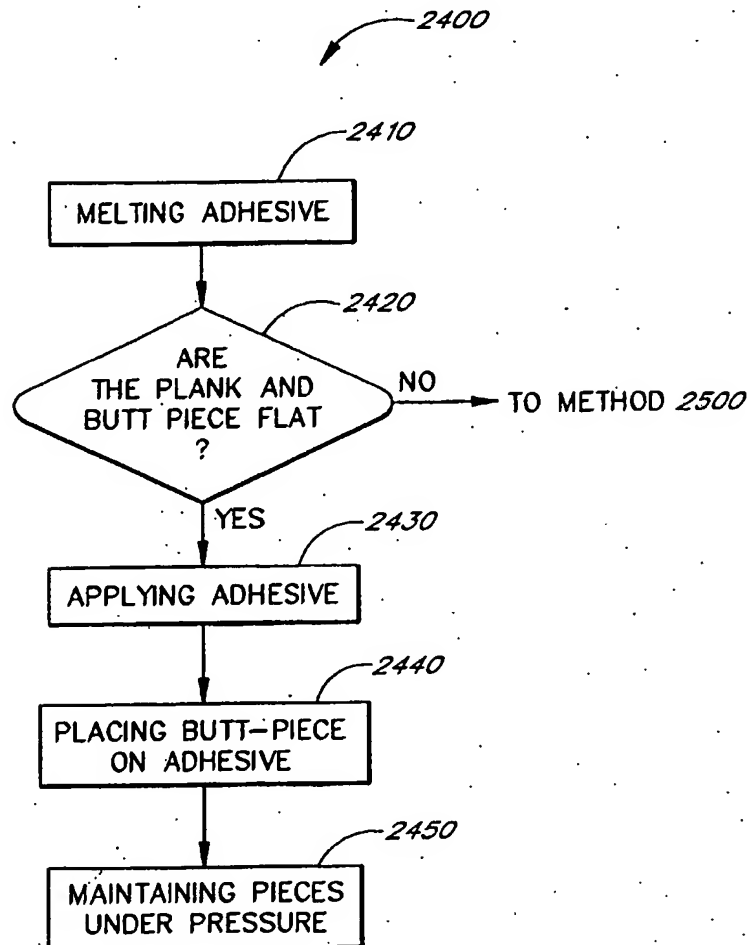 2400
2410
MELTING ADHESIVE
2420
ARE
THE PLANK AND
BUTT PIECE FLAT
?
NO
TO METHOD 2500
YES
2430
APPLYING ADHESIVE
2440
PLACING BUTT-PIECE
ON ADHESIVE
2450
MAINTAINING PIECES
UNDER PRESSURE